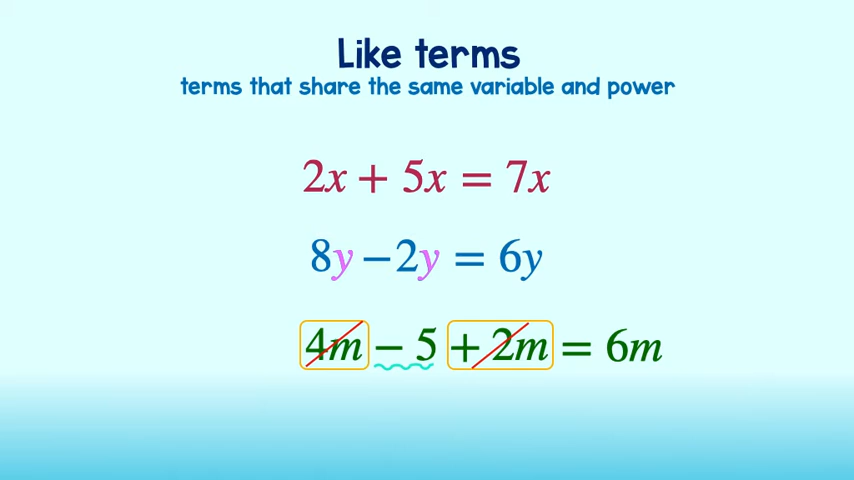 Like terms
terms that share the same variable and power
2x + 5x = 7x
8y − 2y = 6y
4m − 5 + 2m = 6m